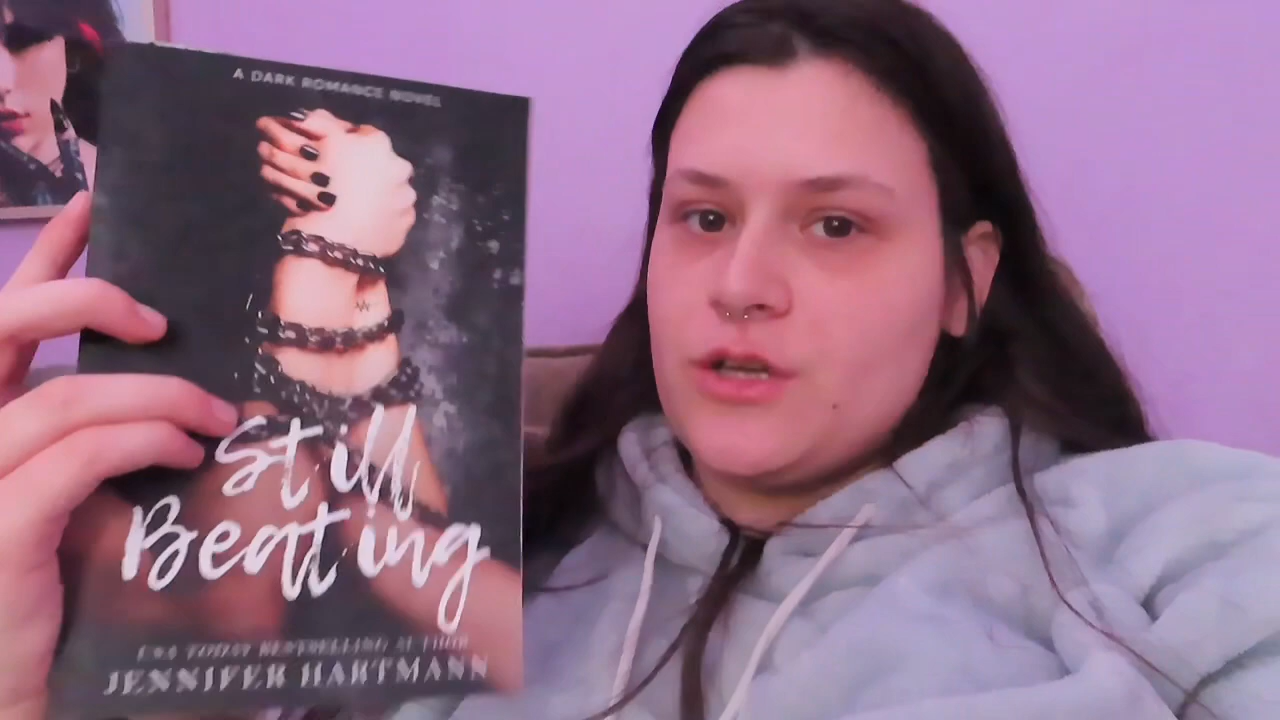 A DARK ROMANCE NOVEL
Still
Beating
USA TODAY BESTSELLING AUTHOR
JENNIFER HARTMANN